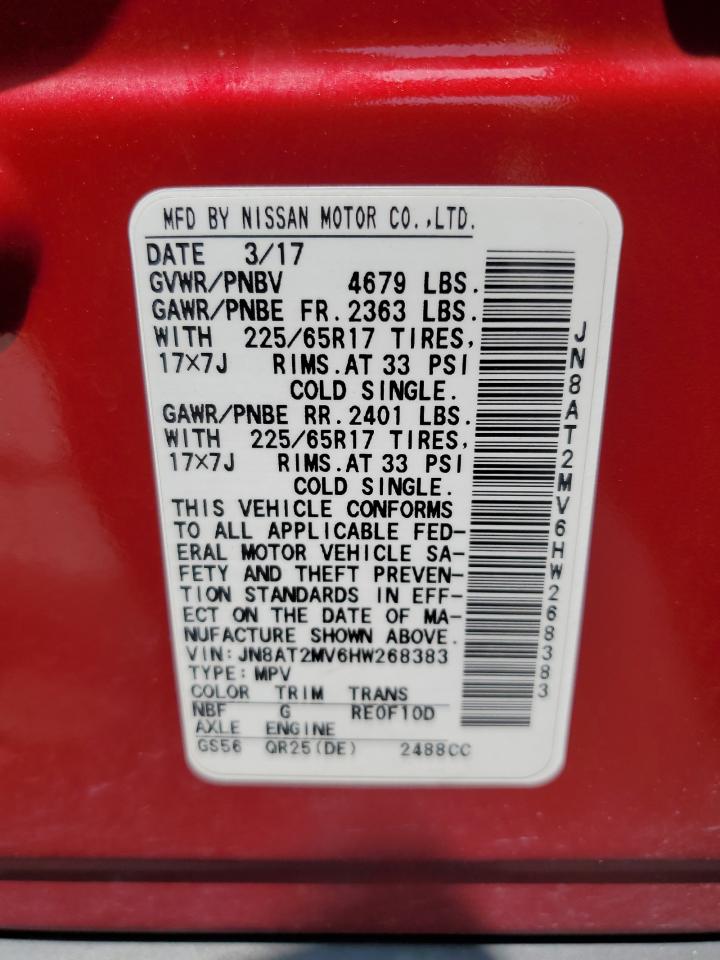 MFD BY NISSAN MOTOR CO.,LTD.
DATE 3/17
GVWR/PNBV 4679 LBS.
GAWR/PNBE FR. 2363 LBS.
WITH 225/65R17 TIRES,
17×7J RIMS. AT 33 PSI
COLD SINGLE.
GAWR/PNBE RR. 2401 LBS.
WITH 225/65R17 TIRES,
17×7J RIMS. AT 33 PSI
COLD SINGLE.
THIS VEHICLE CONFORMS
TO ALL APPLICABLE FED-
ERAL MOTOR VEHICLE SA-
FETY AND THEFT PREVEN-
TION STANDARDS IN EFF-
ECT ON THE DATE OF MA-
NUFACTURE SHOWN ABOVE.
VIN: JN8AT2MV6HW268383
TYPE: MPV
COLOR TRIM TRANS
NBF G RE0F10D
AXLE ENGINE
GS56 QR25(DE) 2488CC
JN8AT2MV6HW268383